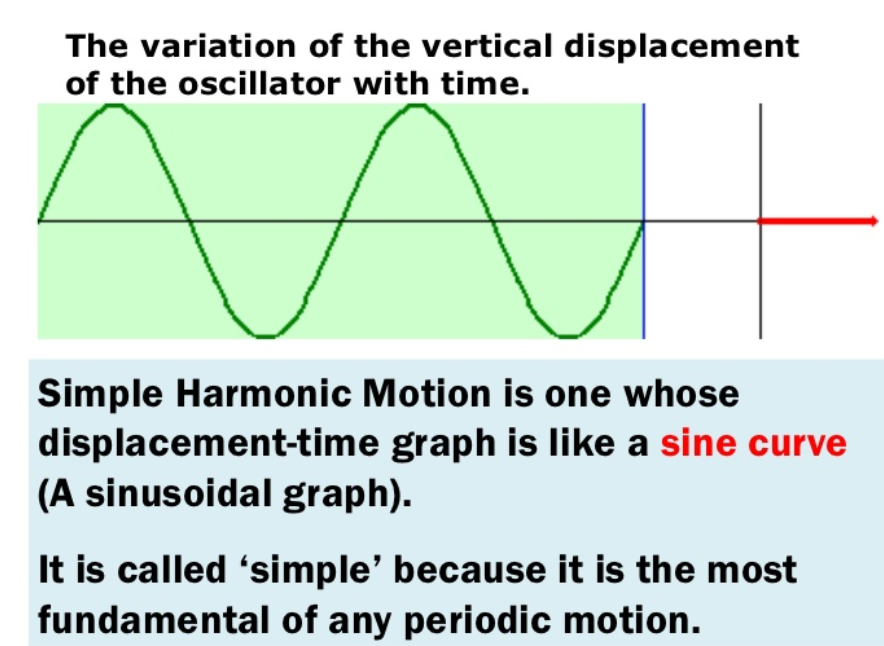 The variation of the vertical displacement
of the oscillator with time.
Simple Harmonic Motion is one whose
displacement-time graph is like a sine curve
(A sinusoidal graph).
It is called ‘simple’ because it is the most
fundamental of any periodic motion.